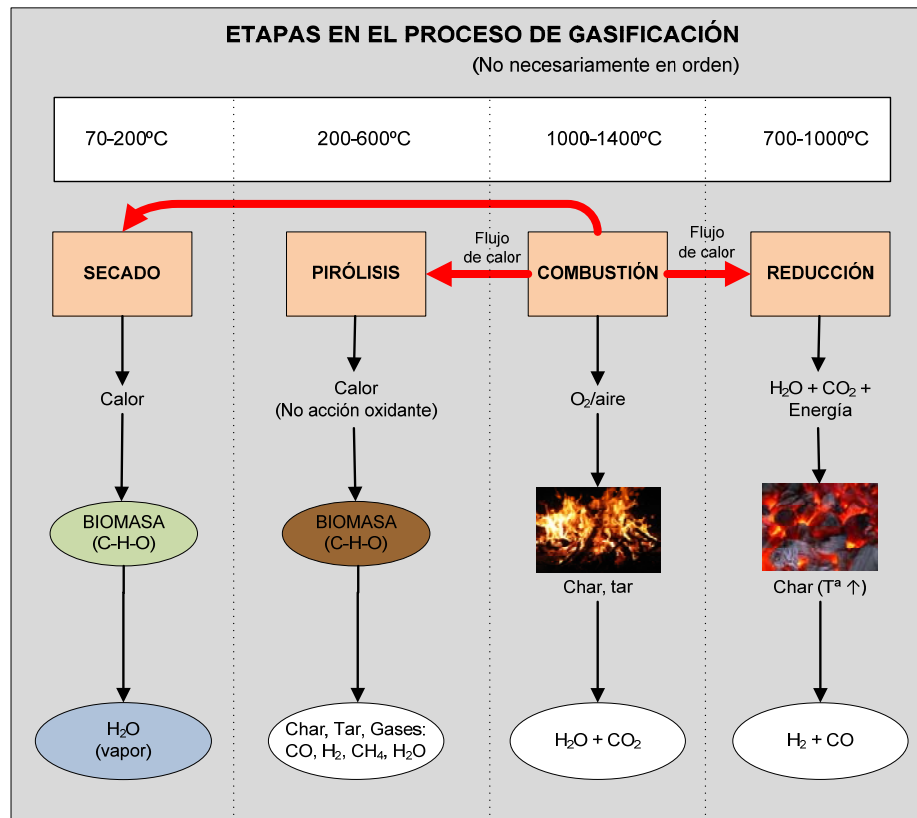 ETAPAS EN EL PROCESO DE GASIFICACIÓN
(No necesariamente en orden)
70-200ºC
200-600ºC
1000-1400ºC
700-1000ºC
SECADO
PIRÓLISIS
Flujo
de calor
COMBUSTIÓN
Flujo
de calor
REDUCCIÓN
Calor
Calor
(No acción oxidante)
O₂/aire
H₂O + CO₂ +
Energía
BIOMASA
(C-H-O)
BIOMASA
(C-H-O)
Char, tar
Char (Tª ↑)
H₂O
(vapor)
Char, Tar, Gases:
CO, H₂, CH₄, H₂O
H₂O + CO₂
H₂ + CO